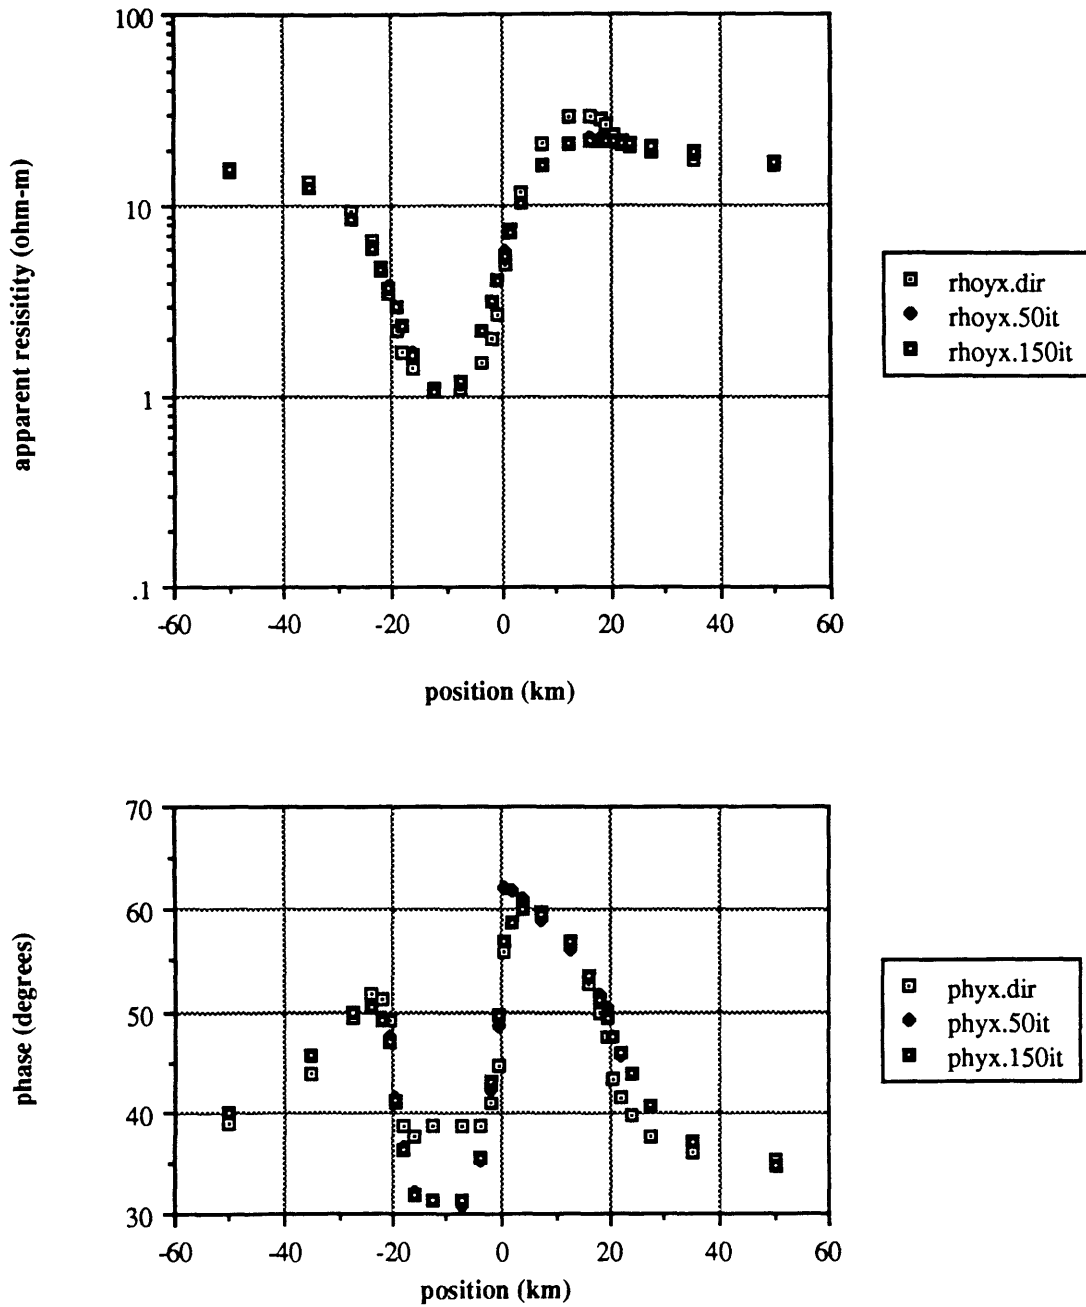 100
10
1
.1
apparent resisitity (ohm-m)
-60
-40
-20
0
20
40
60
position (km)
rhoyx.dir
rhoyx.50it
rhoyx.150it
70
60
50
40
30
phase (degrees)
-60
-40
-20
0
20
40
60
position (km)
phyx.dir
phyx.50it
phyx.150it